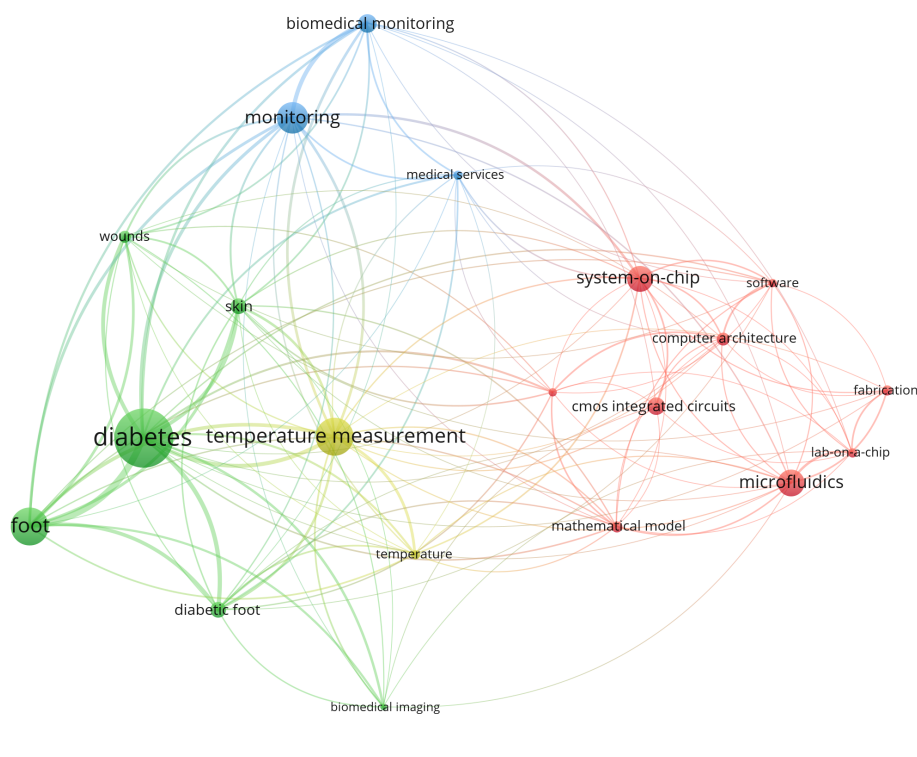 biomedical monitoring
monitoring
medical services
wounds
system-on-chip
software
skin
computer architecture
fabrication
cmos integrated circuits
diabetes
temperature measurement
lab-on-a-chip
microfluidics
foot
mathematical model
temperature
diabetic foot
biomedical imaging